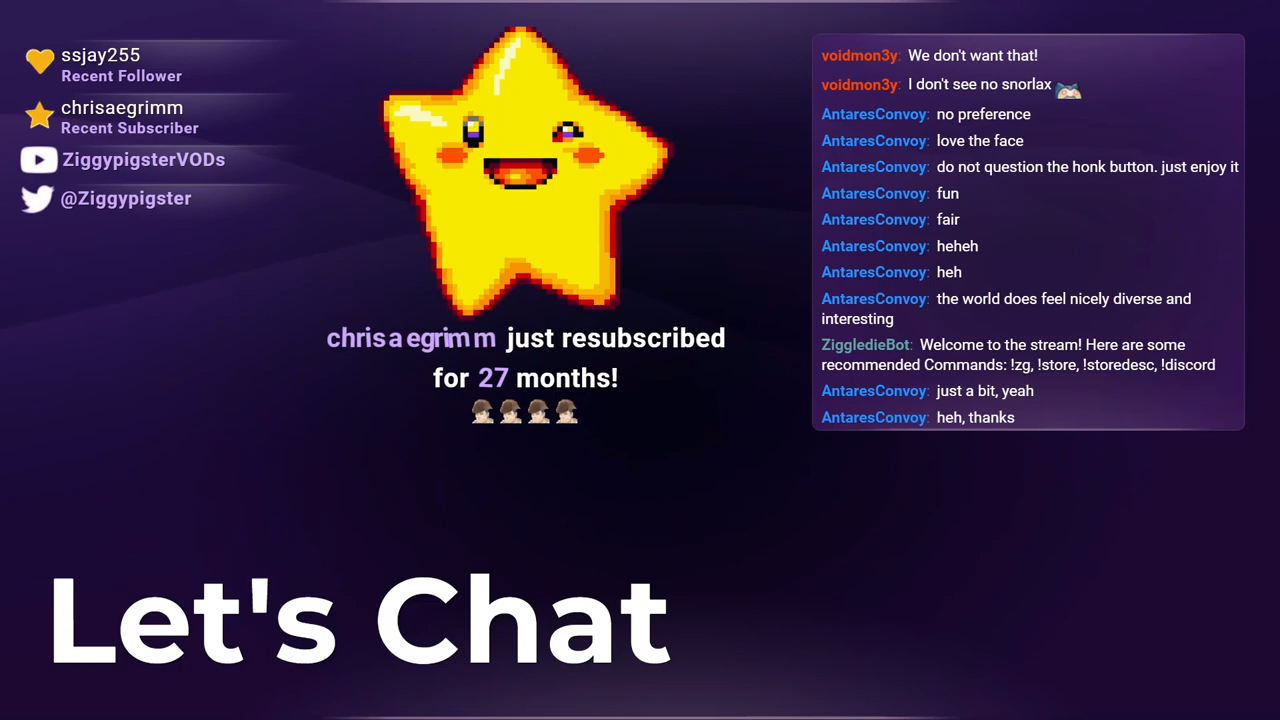 ssjay255
Recent Follower
chrisaegrimm
Recent Subscriber
ZiggypigsterVODs
@Ziggypigster
chrisaegrimm just resubscribed
for 27 months!
voidmon3y: We don't want that!
voidmon3y: I don't see no snorlax
AntaresConvoy: no preference
AntaresConvoy: love the face
AntaresConvoy: do not question the honk button. just enjoy it
AntaresConvoy: fun
AntaresConvoy: fair
AntaresConvoy: heheh
AntaresConvoy: heh
AntaresConvoy: the world does feel nicely diverse and
interesting
ZiggledieBot: Welcome to the stream! Here are some
recommended Commands: !zg, !store, !storedesc, !discord
AntaresConvoy: just a bit, yeah
AntaresConvoy: heh, thanks
Let's Chat